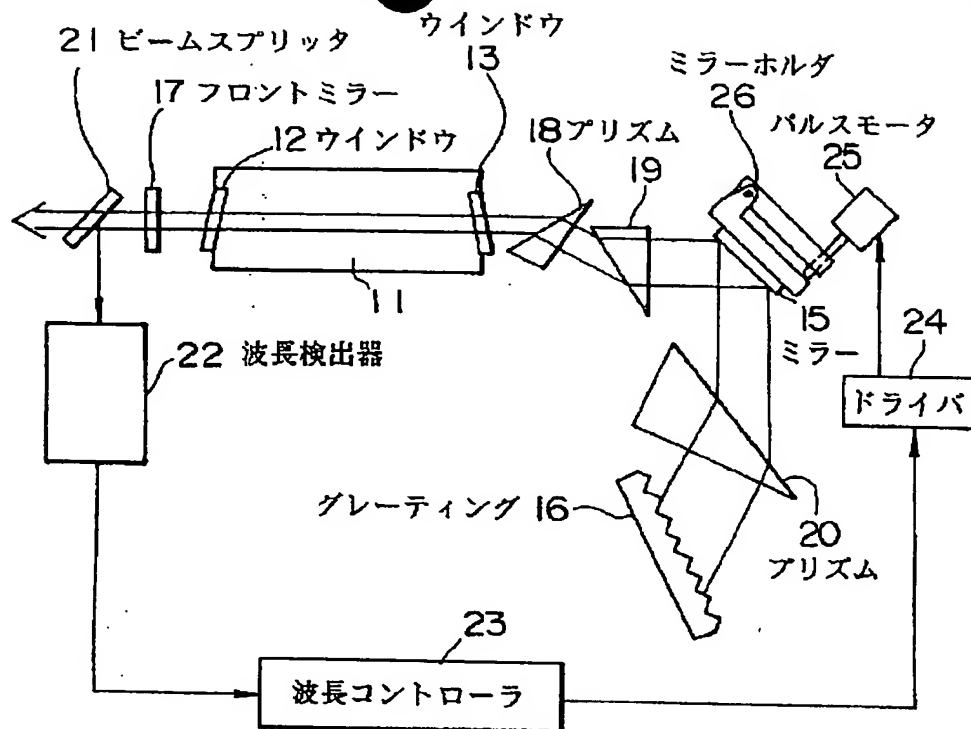 21 ビームスプリッタ
17 フロントミラー
12 ウインドウ
ウインドウ
13
18 プリズム
19
ミラーホルダ
26
パルスモータ
25
11
15
ミラー
24
ドライバ
22 波長検出器
グレーティング 16
20
プリズム
23
波長コントローラ